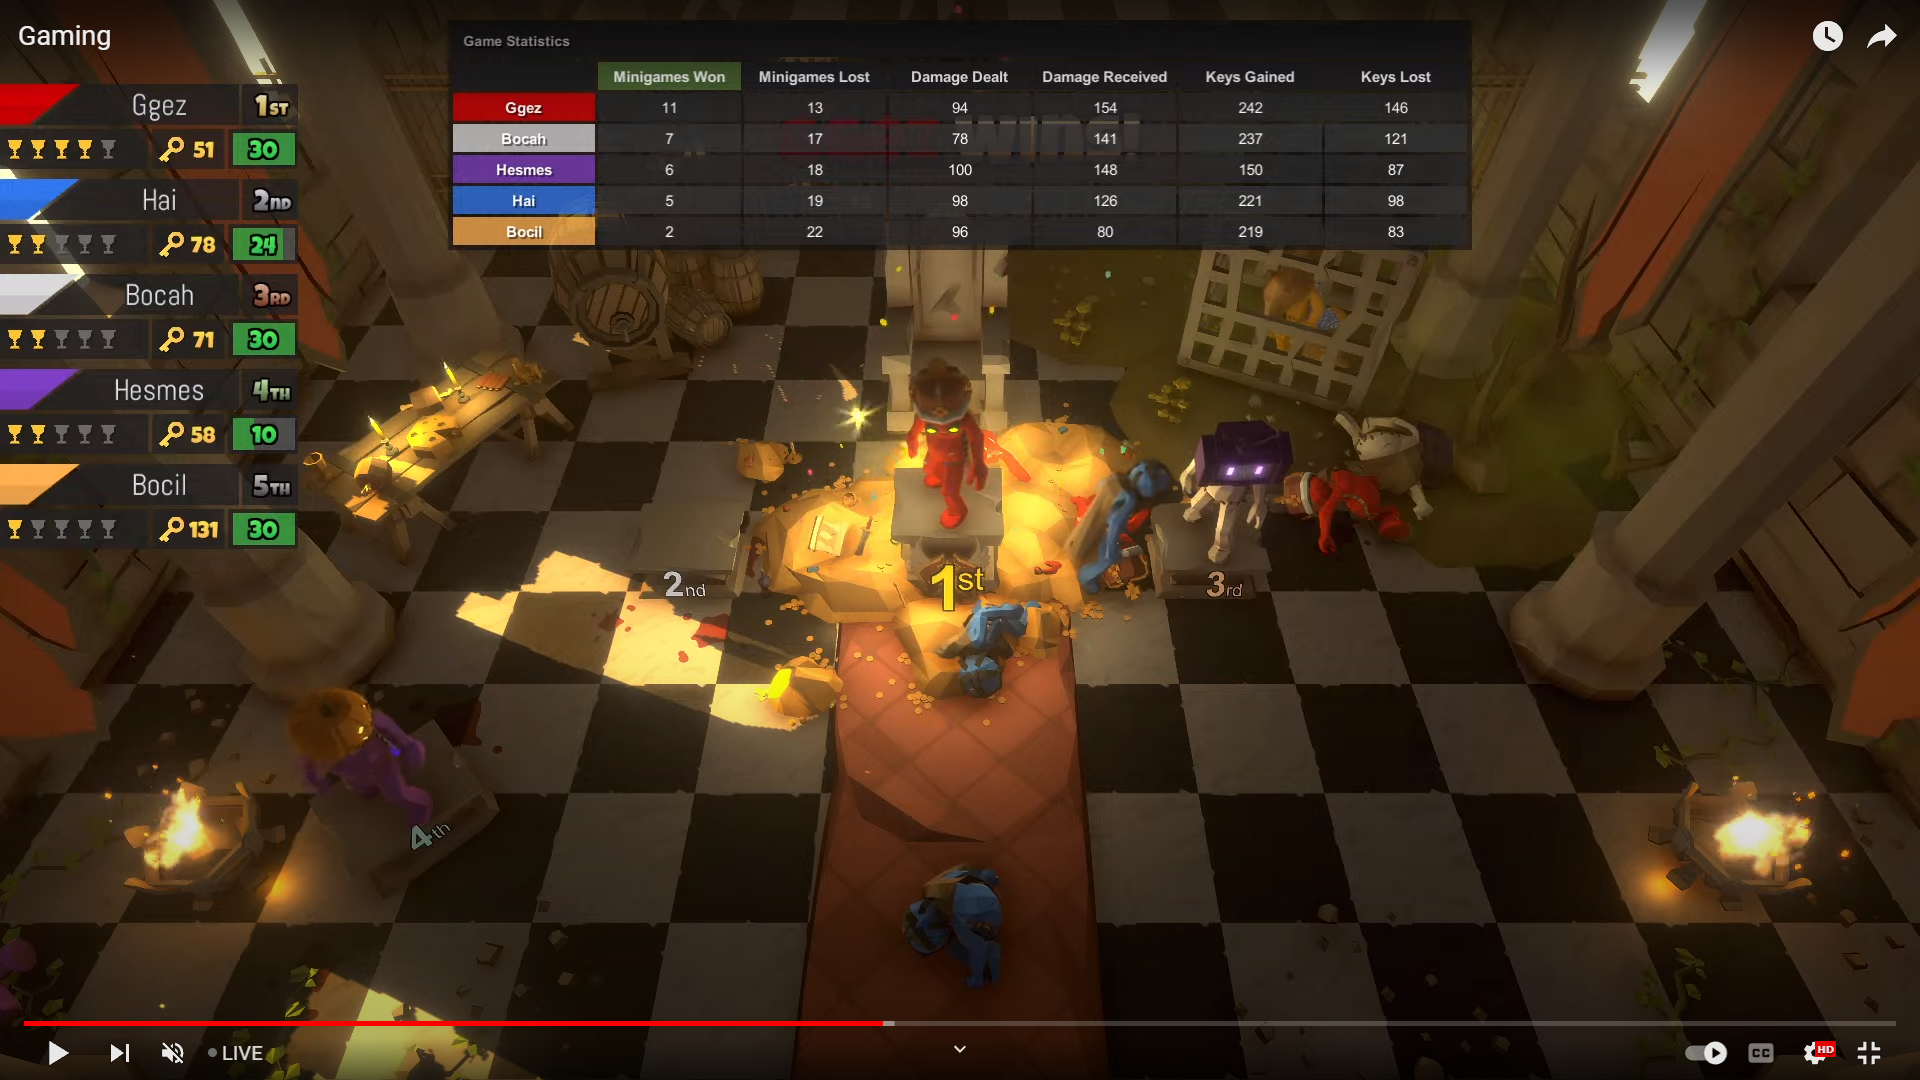 Gaming
Ggez 1ST
51 30
Hai 2ND
78 24
Bocah 3RD
71 30
Hesmes 4TH
58 10
Bocil 5TH
131 30
Game Statistics
Minigames Won Minigames Lost Damage Dealt Damage Received Keys Gained Keys Lost
Ggez 11 13 94 154 242 146
Bocah 7 17 78 141 237 121
Hesmes 6 18 100 148 150 87
Hai 5 19 98 126 221 98
Bocil 2 22 96 80 219 83
2nd
1st
3rd
4th
LIVE
CC
HD